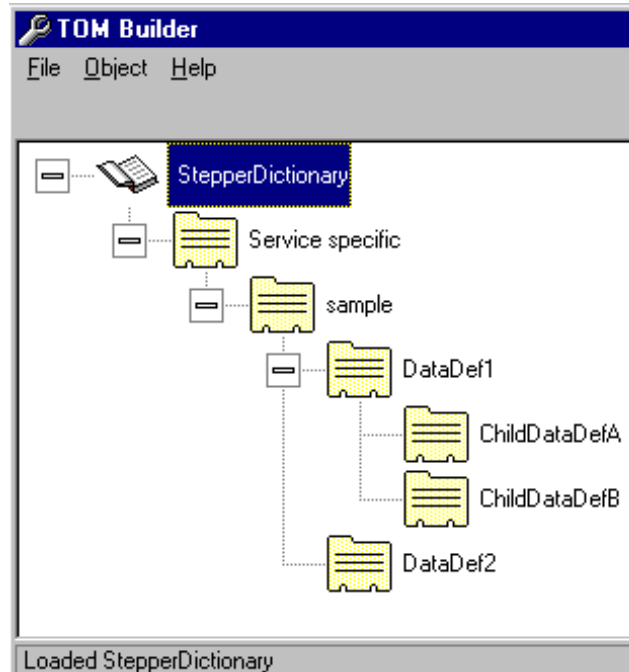 TOM Builder
File Object Help
StepperDictionary
Service specific
sample
DataDef1
ChildDataDefA
ChildDataDefB
DataDef2
Loaded StepperDictionary